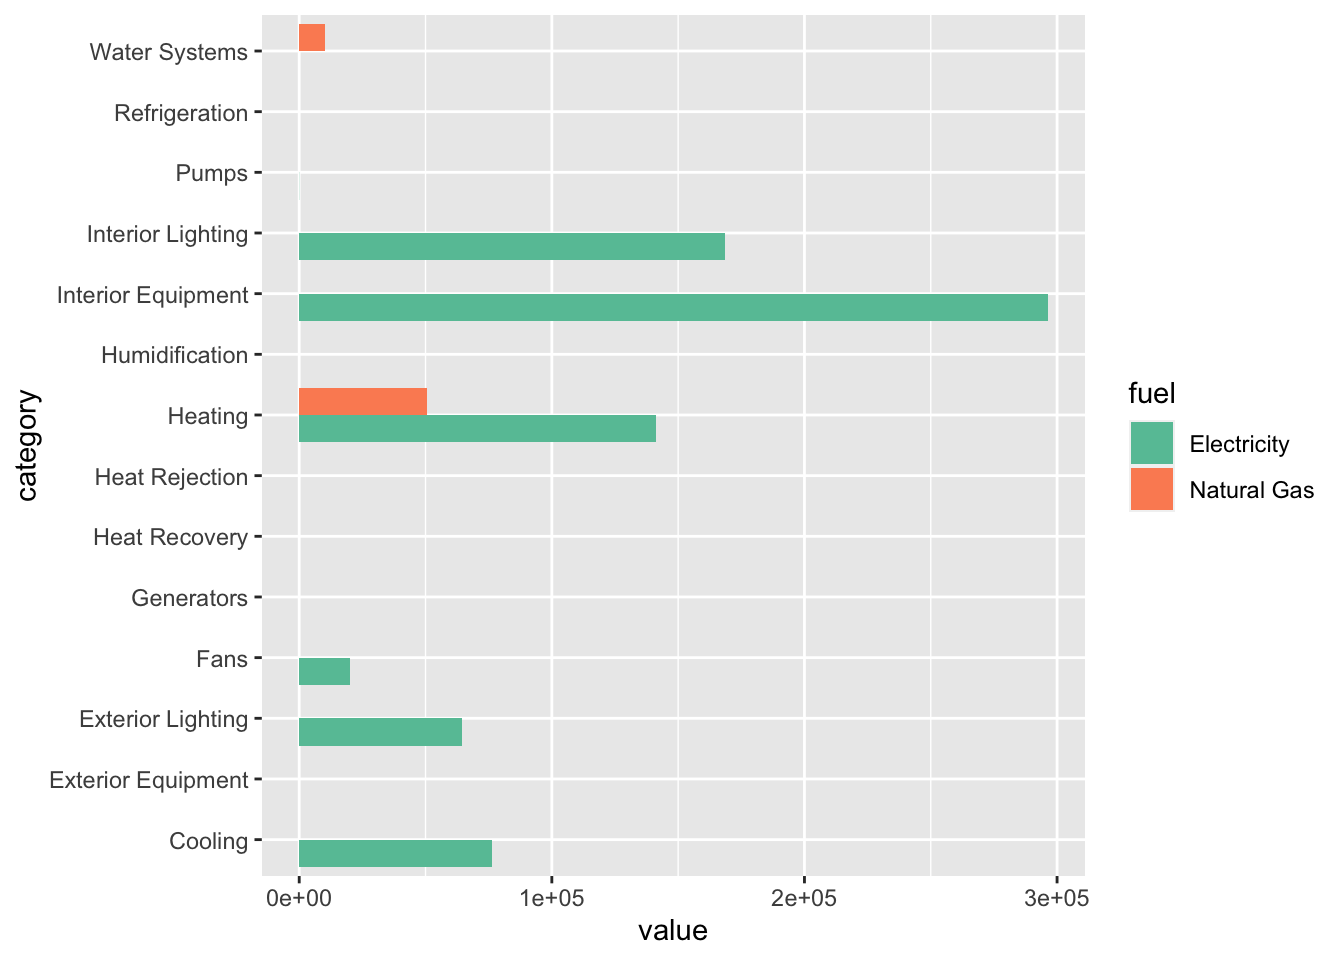 Water Systems
Refrigeration
Pumps
Interior Lighting
Interior Equipment
Humidification
Heating
Heat Rejection
Heat Recovery
Generators
Fans
Exterior Lighting
Exterior Equipment
Cooling
category
0e+00 1e+05 2e+05 3e+05
value
fuel
Electricity
Natural Gas